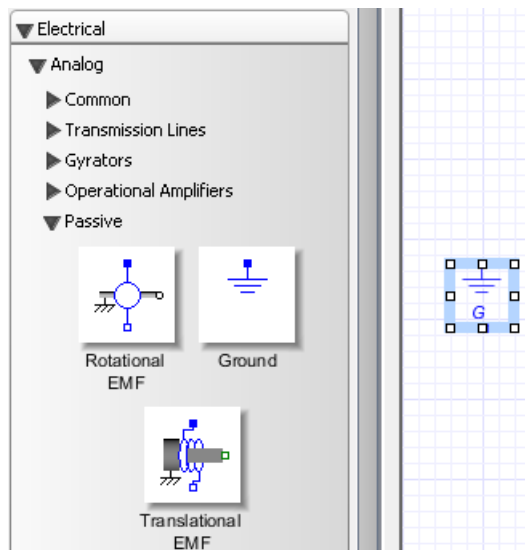 Electrical
Analog
Common
Transmission Lines
Gyrators
Operational Amplifiers
Passive
Rotational
EMF
Ground
G
Translational
EMF